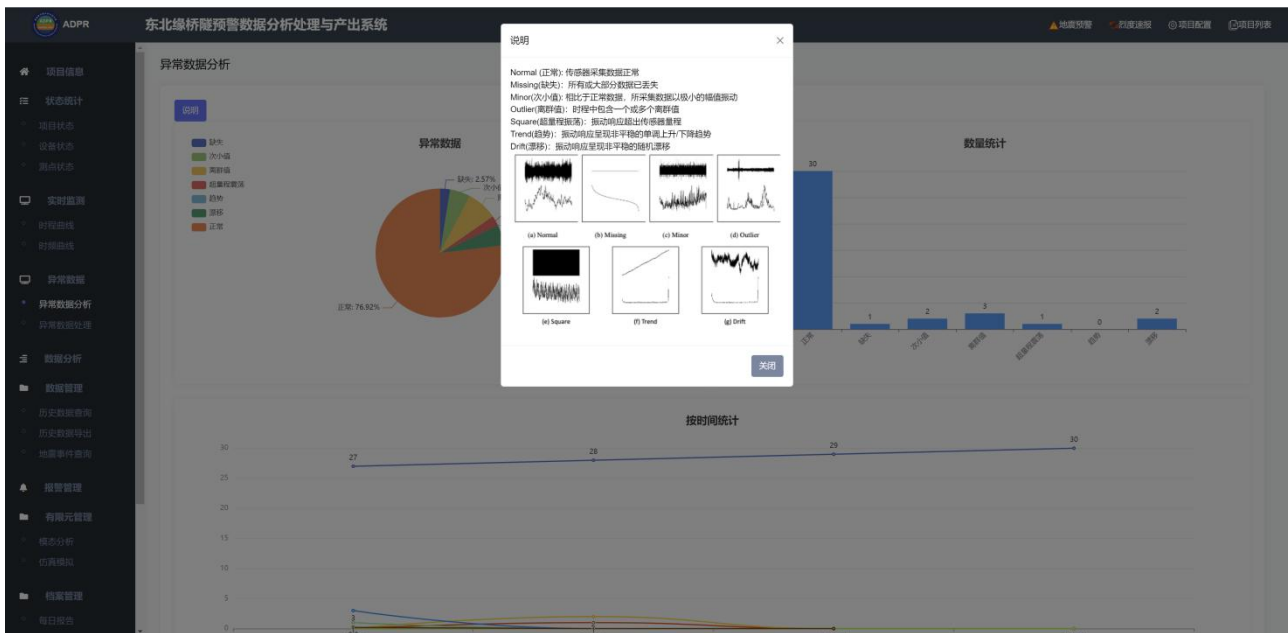 ADPR
东北缘桥隧预警数据分析处理与产出系统
地震预警
烈度速报
项目配置
项目列表
项目信息
状态统计
项目状态
设备状态
测点状态
实时监测
时程曲线
时频曲线
异常数据
异常数据分析
异常数据处理
数据分析
数据管理
历史数据查询
历史数据导出
地震事件查询
报警管理
有限元管理
模态分析
仿真模拟
档案管理
每日报告
异常数据分析
说明
缺失
次小值
离群值
超量程震荡
趋势
漂移
正常
异常数据
缺失: 2.57%
正常: 76.92%
说明
×
Normal (正常): 传感器采集数据正常
Missing(缺失)：所有或大部分数据已丢失
Minor(次小值): 相比于正常数据，所采集数据以极小的幅值振动
Outlier(离群值)：时程中包含一个或多个离群值
Square(超量程振荡)：振动响应超出传感器量程
Trend(趋势)：振动响应呈现非平稳的单调上升/下降趋势
Drift(漂移)：振动响应呈现非平稳的随机漂移
(a) Normal
(b) Missing
(c) Minor
(d) Outlier
(e) Square
(f) Trend
(g) Drift
关闭
数量统计
30
1
2
3
1
0
2
正常
缺失
次小值
离群值
超量程震荡
趋势
漂移
按时间统计
30
25
20
15
10
5
0
27
28
29
30
3